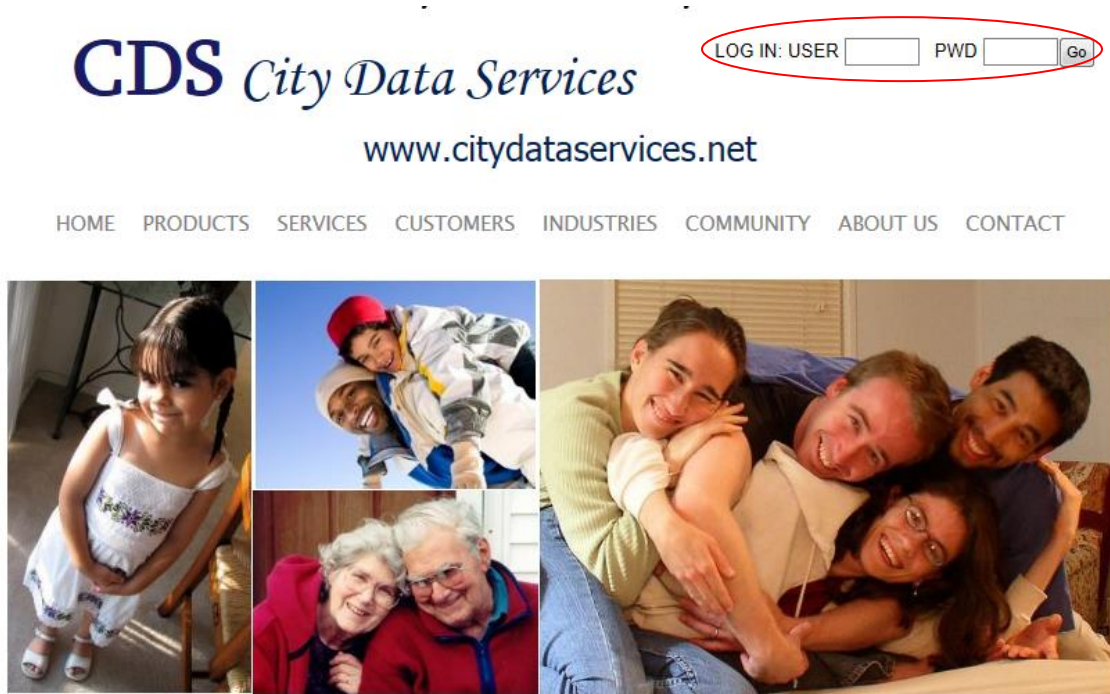 LOG IN: USER PWD Go
CDS City Data Services
www.citydataservices.net
HOME PRODUCTS SERVICES CUSTOMERS INDUSTRIES COMMUNITY ABOUT US CONTACT